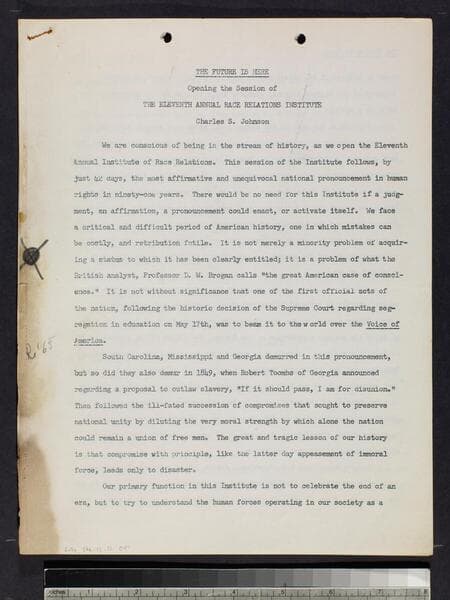 THE FUTURE IS HERE
Opening the Session of
THE ELEVENTH ANNUAL RACE RELATIONS INSTITUTE
Charles S. Johnson
We are conscious of being in the stream of history, as we open the Eleventh
Annual Institute of Race Relations. This session of the Institute follows, by
just 42 days, the most affirmative and unequivocal national pronouncement in human
rights in ninety-one years. There would be no need for this Institute if a judg-
ment, an affirmation, a pronouncement could enact, or activate itself. We face
a critical and difficult period of American history, one in which mistakes can
be costly, and retribution futile. It is not merely a minority problem of acquir-
ing a status to which it has been clearly entitled; it is a problem of what the
British analyst, Professor D. W. Brogan calls "the great American case of consci-
ence." It is not without significance that one of the first official acts of
the nation, following the historic decision of the Supreme Court regarding seg-
regation in education on May 17th, was to beam it to the world over the Voice of
America.
R '65
South Carolina, Mississippi and Georgia demurred in this pronouncement,
but so did they also demur in 1849, when Robert Toombs of Georgia announced
regarding a proposal to outlaw slavery, "If it should pass, I am for disunion."
Then followed the ill-fated succession of compromises that sought to preserve
national unity by diluting the very moral strength by which alone the nation
could remain a union of free men. The great and tragic lesson of our history
is that compromise with principle, like the latter day appeasement of immoral
force, leads only to disaster.
Our primary function in this Institute is not to celebrate the end of an
era, but to try to understand the human forces operating in our society as a
inches 1 2 3 4 5 6 7 8